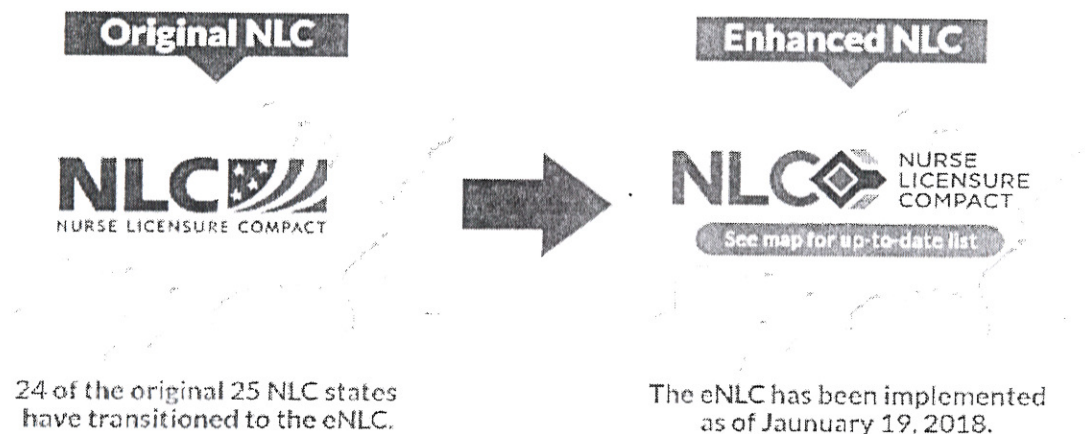 Original NLC
NLC
NURSE LICENSURE COMPACT
24 of the original 25 NLC states
have transitioned to the eNLC.
Enhanced NLC
NLC
NURSE
LICENSURE
COMPACT
See map for up-to-date list
The eNLC has been implemented
as of Jaunuary 19, 2018.